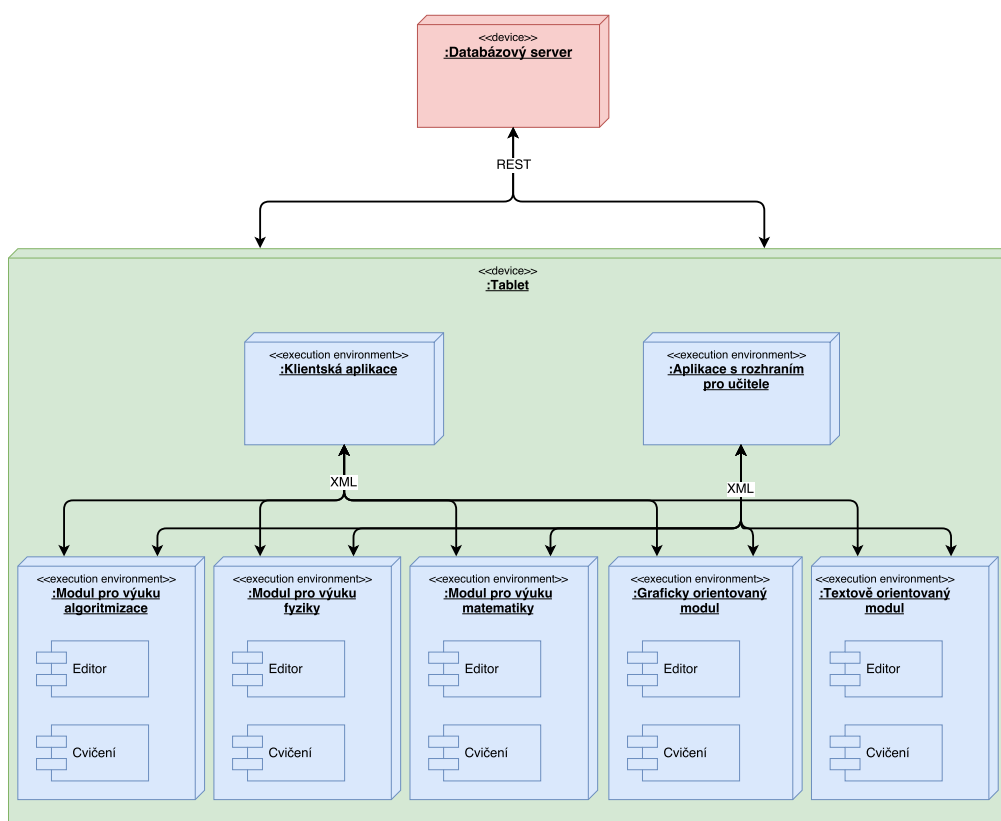 <<device>>
:Databázový server
REST
<<device>>
:Tablet
<<execution environment>>
:Klientská aplikace
<<execution environment>>
:Aplikace s rozhraním
pro učitele
XML
XML
<<execution environment>>
:Modul pro výuku
algoritmizace
Editor
Cvičení
<<execution environment>>
:Modul pro výuku
fyziky
Editor
Cvičení
<<execution environment>>
:Modul pro výuku
matematiky
Editor
Cvičení
<<execution environment>>
:Graficky orientovaný
modul
Editor
Cvičení
<<execution environment>>
:Textově orientovaný
modul
Editor
Cvičení